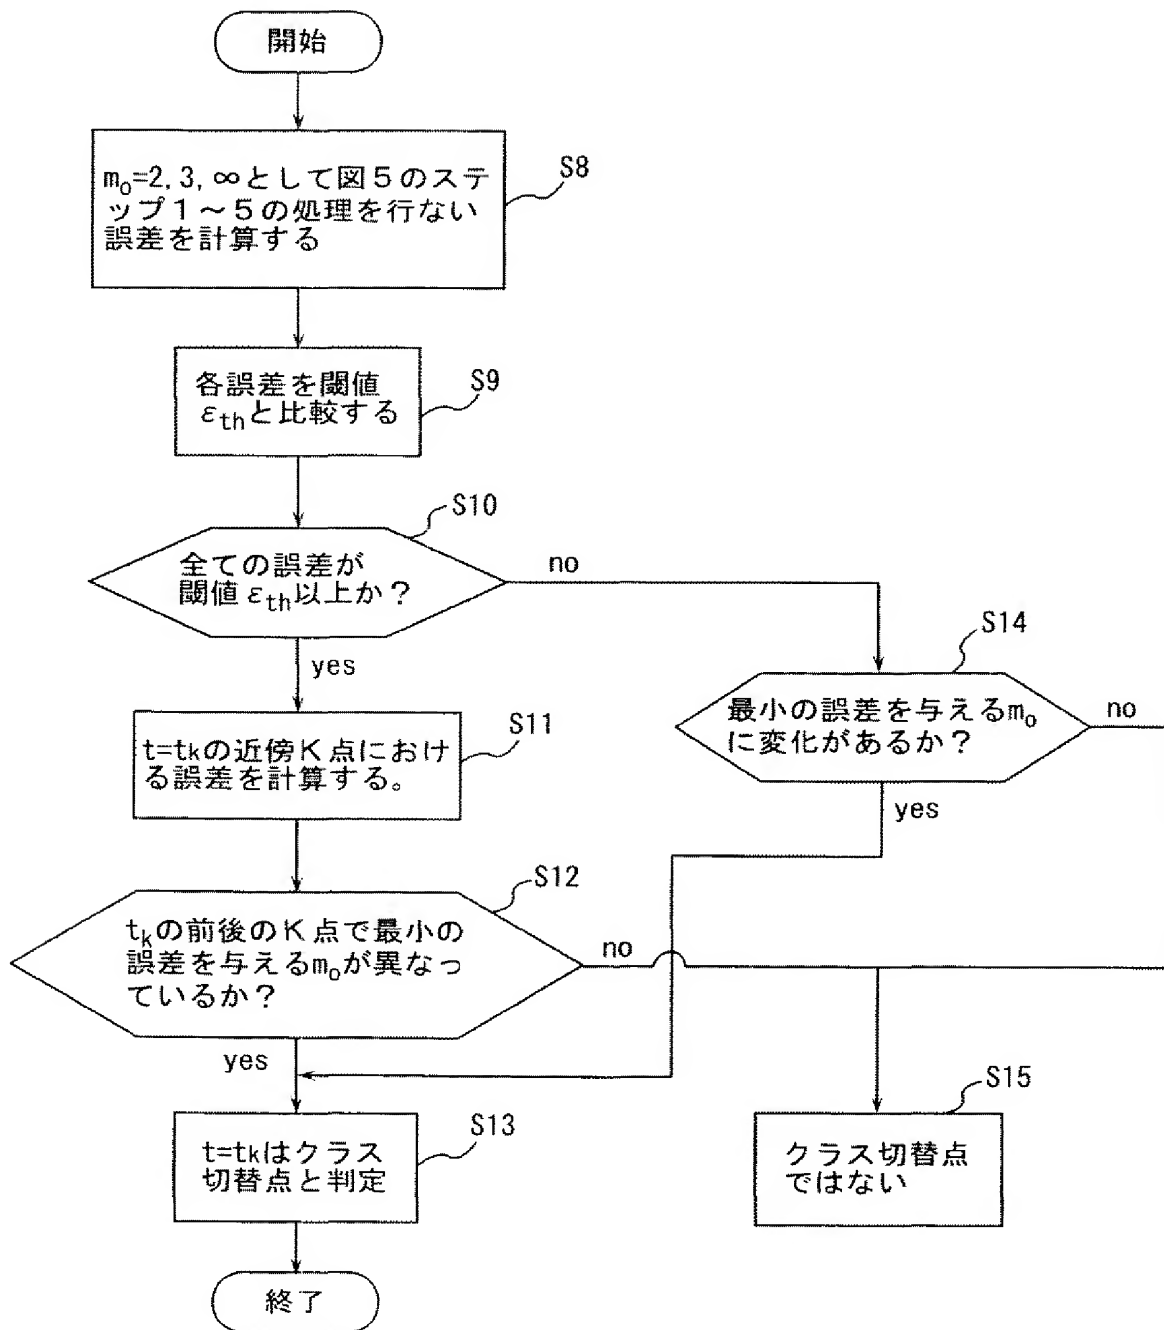 開始
m₀=2,3,∞として図5のステ
ップ1～5の処理を行ない
誤差を計算する
S8
各誤差を閾値
εthと比較する
S9
S10
全ての誤差が
閾値εth以上か?
no
yes
S14
最小の誤差を与えるm₀
に変化があるか?
no
yes
S11
t=tkの近傍K点におけ
る誤差を計算する。
S12
tkの前後のK点で最小の
誤差を与えるm₀が異なっ
ているか?
no
yes
S13
t=tkはクラス
切替点と判定
S15
クラス切替点
ではない
終了